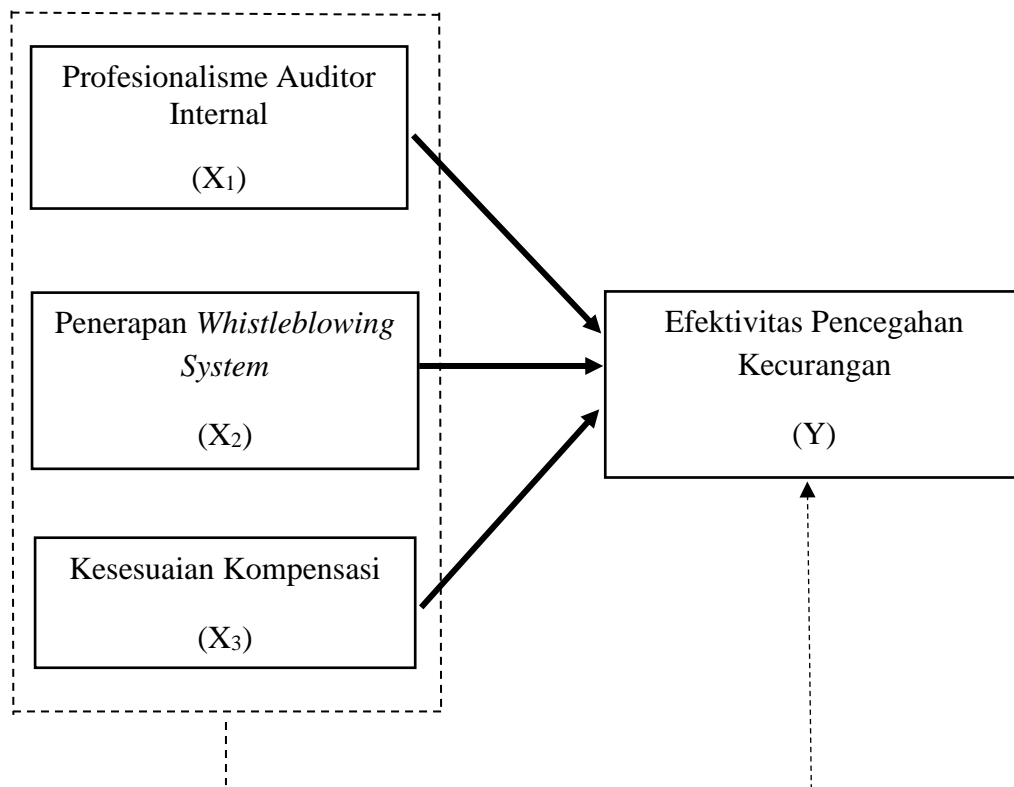 Profesionalisme Auditor
Internal
(X₁)
Penerapan Whistleblowing
System
(X₂)
Kesesuaian Kompensasi
(X₃)
Efektivitas Pencegahan
Kecurangan
(Y)